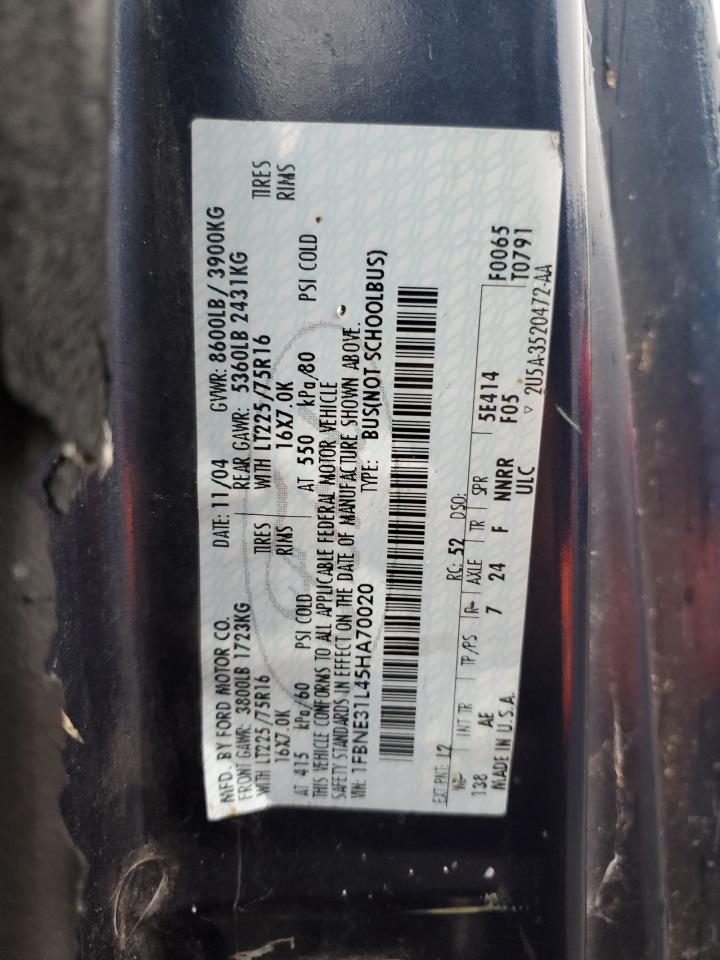 MFD. BY FORD MOTOR CO. DATE: 11/04 GVWR: 8600LB/3900KG
FRONT GAWR: 3800LB 1723KG REAR GAWR: 5360LB 2431KG
WITH LT225/75R16 TIRES WITH LT225/75R16 TIRES
16X7.0K RIMS 16X7.0K RIMS
AT 415 kPa/60 PSI COLD AT 550 kPa/80 PSI COLD
THIS VEHICLE CONFORMS TO ALL APPLICABLE FEDERAL MOTOR VEHICLE
SAFETY STANDARDS IN EFFECT ON THE DATE OF MANUFACTURE SHOWN ABOVE.
VIN: 1FBNE31L45HA70020 TYPE: BUS(NOT SCHOOLBUS)
F0065
T0791
EXT PNT: 12 RC: 52 DSO:
WB INT TR TP/PS R AXLE TR SPR 5E414
138 AE 7 24 F NNRR F05
MADE IN U.S.A. ULC
▽ 2U5A-3520472-AA